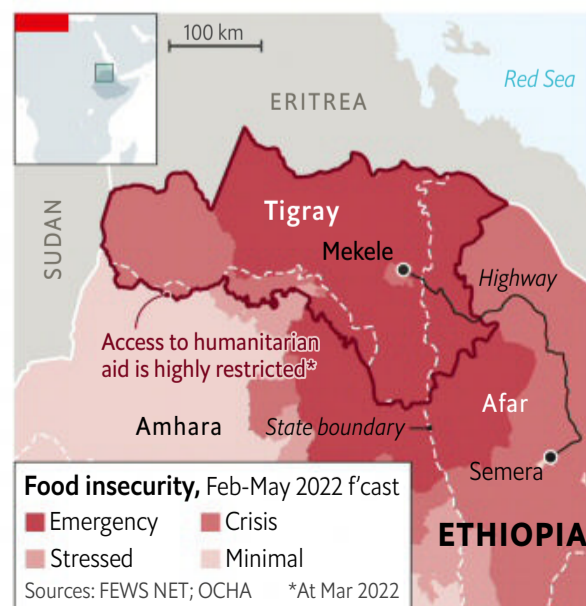 100 km
Red Sea
ERITREA
SUDAN
Tigray
Mekele
Highway
Access to humanitarian
aid is highly restricted*
Amhara
State boundary
Afar
Semera
ETHIOPIA
Food insecurity, Feb-May 2022 f'cast
Emergency
Crisis
Stressed
Minimal
Sources: FEWS NET; OCHA *At Mar 2022